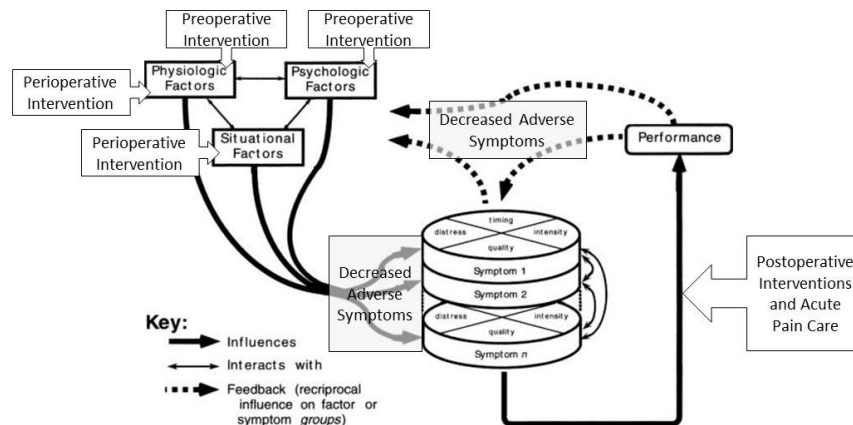 Preoperative
Intervention
Preoperative
Intervention
Perioperative
Intervention
Physiologic
Factors
Psychologic
Factors
Perioperative
Intervention
Situational
Factors
Decreased Adverse
Symptoms
Performance
Decreased
Adverse
Symptoms
timing
distress
intensity
quality
Symptom 1
Symptom 2
distress
intensity
quality
Symptom n
Postoperative
Interventions
and Acute
Pain Care
Key:
Influences
Interacts with
Feedback (recriprocal
influence on factor or
symptom groups)